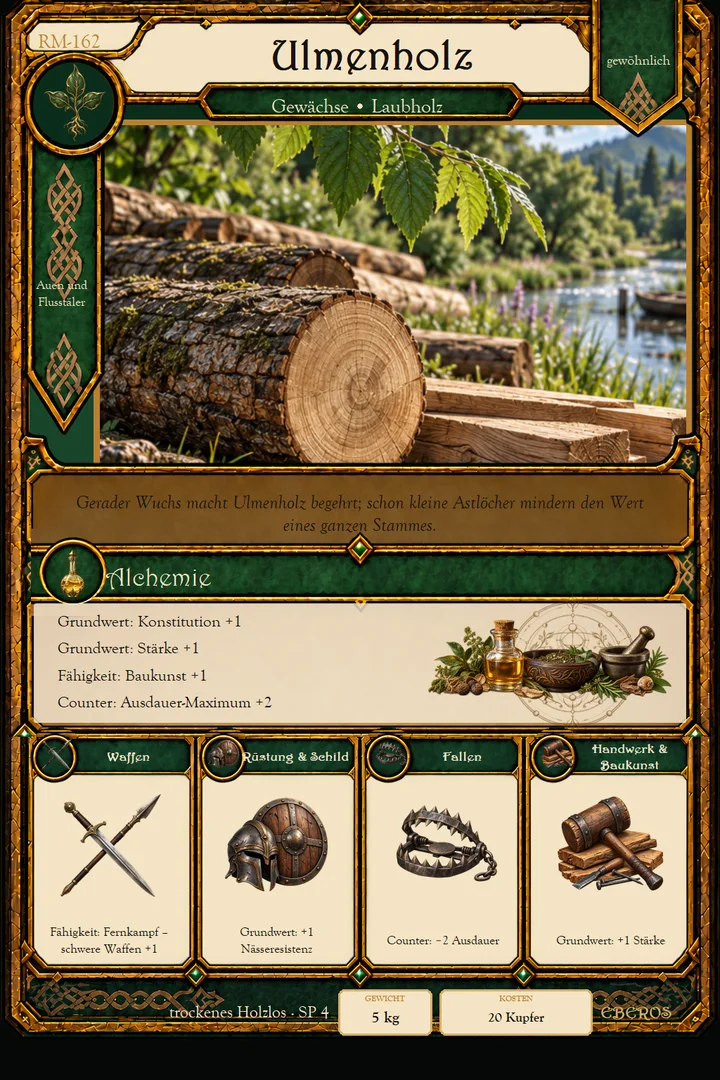 RM-162
Ulmenholz
gewöhnlich
Gewächse • Laubholz
Auen und
Flusstäler
Gerader Wuchs macht Ulmenholz begehrt; schon kleine Astlöcher mindern den Wert
eines ganzen Stammes.
Alchemie
Grundwert: Konstitution +1
Grundwert: Stärke +1
Fähigkeit: Baukunst +1
Counter: Ausdauer-Maximum +2
Waffen
Rüstung & Schild
Fallen
Handwerk &
Baukunst
Fähigkeit: Fernkampf –
schwere Waffen +1
Grundwert: +1
Nässeresistenz
Counter: −2 Ausdauer
Grundwert: +1 Stärke
trockenes Holzlos · SP 4
GEWICHT
5 kg
KOSTEN
20 Kupfer
EBEROS